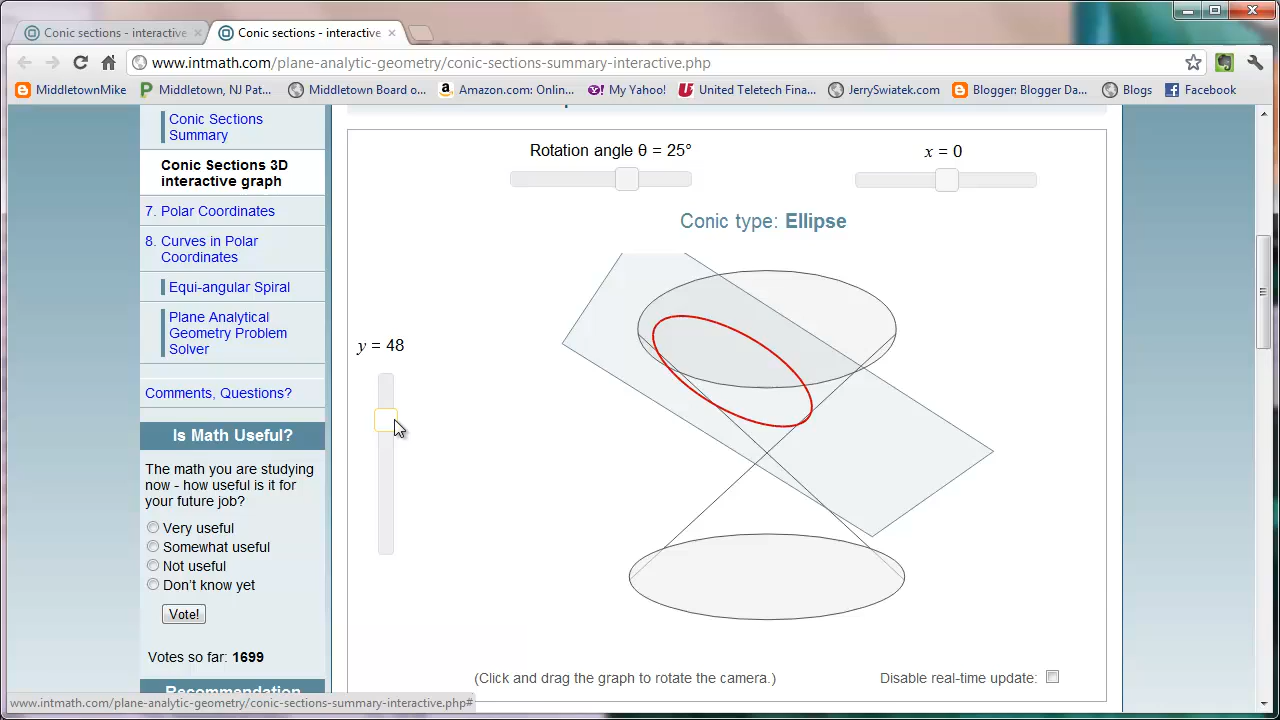 Conic sections - interactive
Conic sections - interactive
www.intmath.com/plane-analytic-geometry/conic-sections-summary-interactive.php
MiddletownMike
Middletown, NJ Pat...
Middletown Board o...
Amazon.com: Online...
My Yahoo!
United Teletech Fina...
JerrySwiatek.com
Blogger: Blogger Da...
Blogs
Facebook
Conic Sections
Summary
Conic Sections 3D
interactive graph
7. Polar Coordinates
8. Curves in Polar
Coordinates
Equi-angular Spiral
Plane Analytical
Geometry Problem
Solver
Comments, Questions?
Is Math Useful?
The math you are studying
now - how useful is it for
your future job?
Very useful
Somewhat useful
Not useful
Don't know yet
Vote!
Votes so far: 1699
Recommendation
Rotation angle θ = 25°
x = 0
Conic type: Ellipse
y = 48
(Click and drag the graph to rotate the camera.)
Disable real-time update:
www.intmath.com/plane-analytic-geometry/conic-sections-summary-interactive.php#